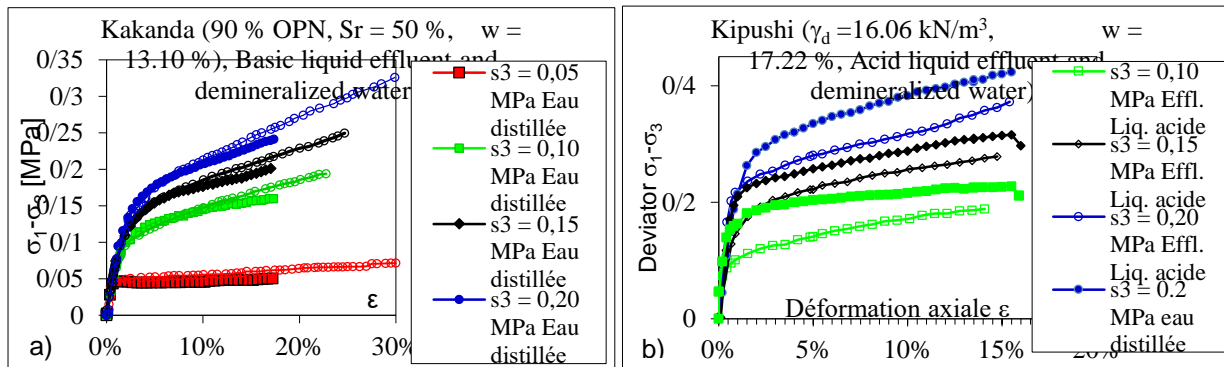 Kakanda (90 % OPN, Sr = 50 %, w =
13.10 %), Basic liquid effluent and
demineralized water
0/35
0/3
0/25
0/2
0/15
0/1
0/05
0
σ1-σ3 [MPa]
0%
10%
20%
30%
ε
a)
s3 = 0,05
MPa Eau
distillée
s3 = 0,10
MPa Eau
distillée
s3 = 0,15
MPa Eau
distillée
s3 = 0,20
MPa Eau
distillée
Kipushi (γd =16.06 kN/m3, w =
17.22 %, Acid liquid effluent and
demineralized water)
0/4
0/2
0
Deviator σ1-σ3
Déformation axiale ε
0%
5%
10%
15%
20%
b)
s3 = 0,10
MPa Effl.
Liq. acide
s3 = 0,15
MPa Effl.
Liq. acide
s3 = 0,20
MPa Effl.
Liq. acide
s3 = 0.2
MPa eau
distillée